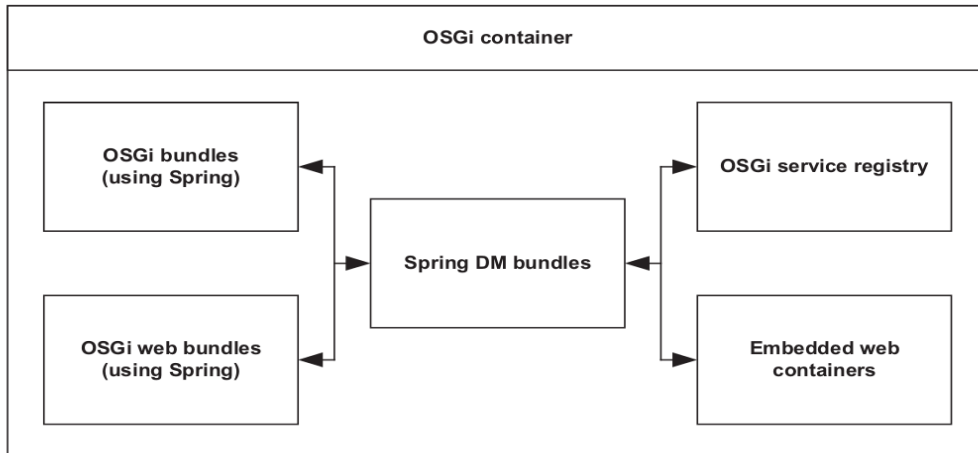 OSGi container
OSGi bundles
(using Spring)
OSGi service registry
Spring DM bundles
OSGi web bundles
(using Spring)
Embedded web
containers